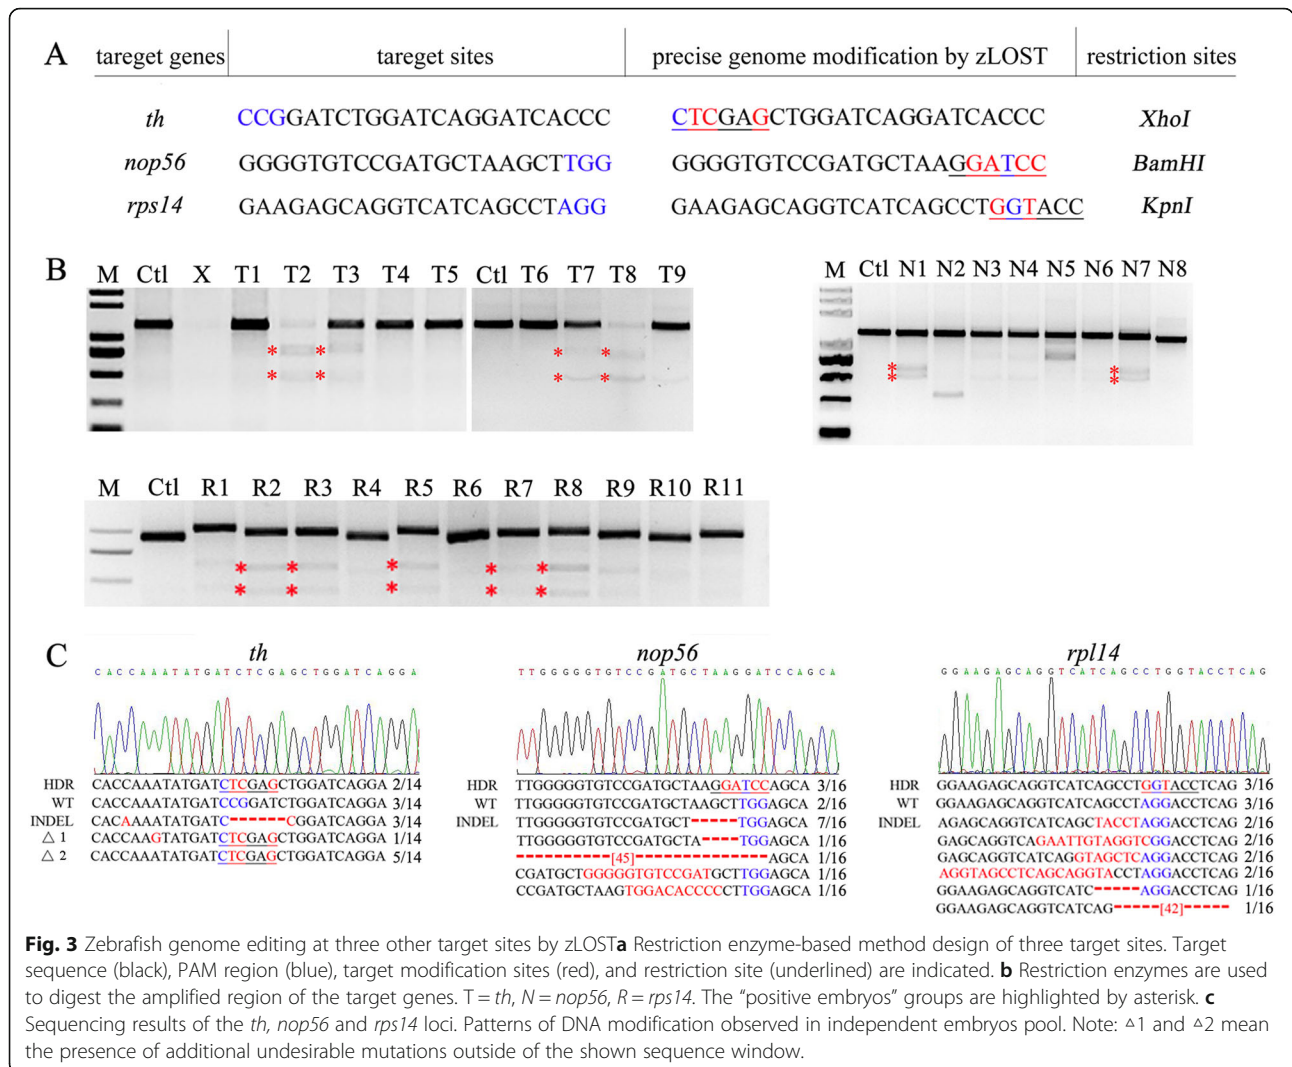 A
tareget genes tareget sites precise genome modification by zLOST restriction sites
th CCGGATCTGGATCAGGATCACCC CTCGAGCTGGATCAGGATCACCC XhoI
nop56 GGGGTGTCCGATGCTAAGCTTGG GGGGTGTCCGATGCTAAGGATCC BamHI
rps14 GAAGAGCAGGTCATCAGCCTAGG GAAGAGCAGGTCATCAGCCTGGTACC KpnI
B
M Ctl X T1 T2 T3 T4 T5 Ctl T6 T7 T8 T9
M Ctl N1 N2 N3 N4 N5 N6 N7 N8
* * * *
* * * *
* *
* *
M Ctl R1 R2 R3 R4 R5 R6 R7 R8 R9 R10 R11
* * * * *
* * * * *
C
th
CACCAAATATGATCTCGAGCTGGATCAGGA
HDR CACCAAATATGATCTCGAGCTGGATCAGGA 2/14
WT CACCAAATATGATCCGGATCTGGATCAGGA 3/14
INDEL CACAAAATATGATC------CGGATCAGGA 3/14
△ 1 CACCAAGTATGATCTCGAGCTGGATCAGGA 1/14
△ 2 CACCAAATATGATCTCGAGCTGGATCAGGA 5/14
nop56
TTGGGGGTGTCCGATGCTAAGGATCCAGCA
HDR TTGGGGGTGTCCGATGCTAAGGATCCAGCA 3/16
WT TTGGGGGTGTCCGATGCTAAGCTTGGAGCA 2/16
INDEL TTGGGGGTGTCCGATGCT-----TGGAGCA 7/16
TTGGGGGTGTCCGATGCTA----TGGAGCA 1/16
----------[45]--------------AGCA 1/16
CGATGCTGGGGGTGTCCGATGCTTGGAGCA 1/16
CCGATGCTAAGTGGACACCCCCTTGGAGCA 1/16
rpl14
GGAAGAGCAGGTCATCAGCCTGGTACCTCAG
HDR GGAAGAGCAGGTCATCAGCCTGGTACCTCAG 3/16
WT GGAAGAGCAGGTCATCAGCCTAGGACCTCAG 3/16
INDEL AGAGCAGGTCATCAGCTACCTAGGACCTCAG 2/16
GAGCAGGTCAGAATTGTAGGTCGGACCTCAG 2/16
GAGCAGGTCATCAGGTAGCTCAGGACCTCAG 2/16
AGGTAGCCTCAGCAGGTACCTAGGACCTCAG 2/16
GGAAGAGCAGGTCATC-----AGGACCTCAG 1/16
GGAAGAGCAGGTCATCAG-----[42]----- 1/16
Fig. 3 Zebrafish genome editing at three other target sites by zLOSTa Restriction enzyme-based method design of three target sites. Target
sequence (black), PAM region (blue), target modification sites (red), and restriction site (underlined) are indicated. b Restriction enzymes are used
to digest the amplified region of the target genes. T = th, N = nop56, R = rps14. The “positive embryos” groups are highlighted by asterisk. c
Sequencing results of the th, nop56 and rps14 loci. Patterns of DNA modification observed in independent embryos pool. Note: △1 and △2 mean
the presence of additional undesirable mutations outside of the shown sequence window.